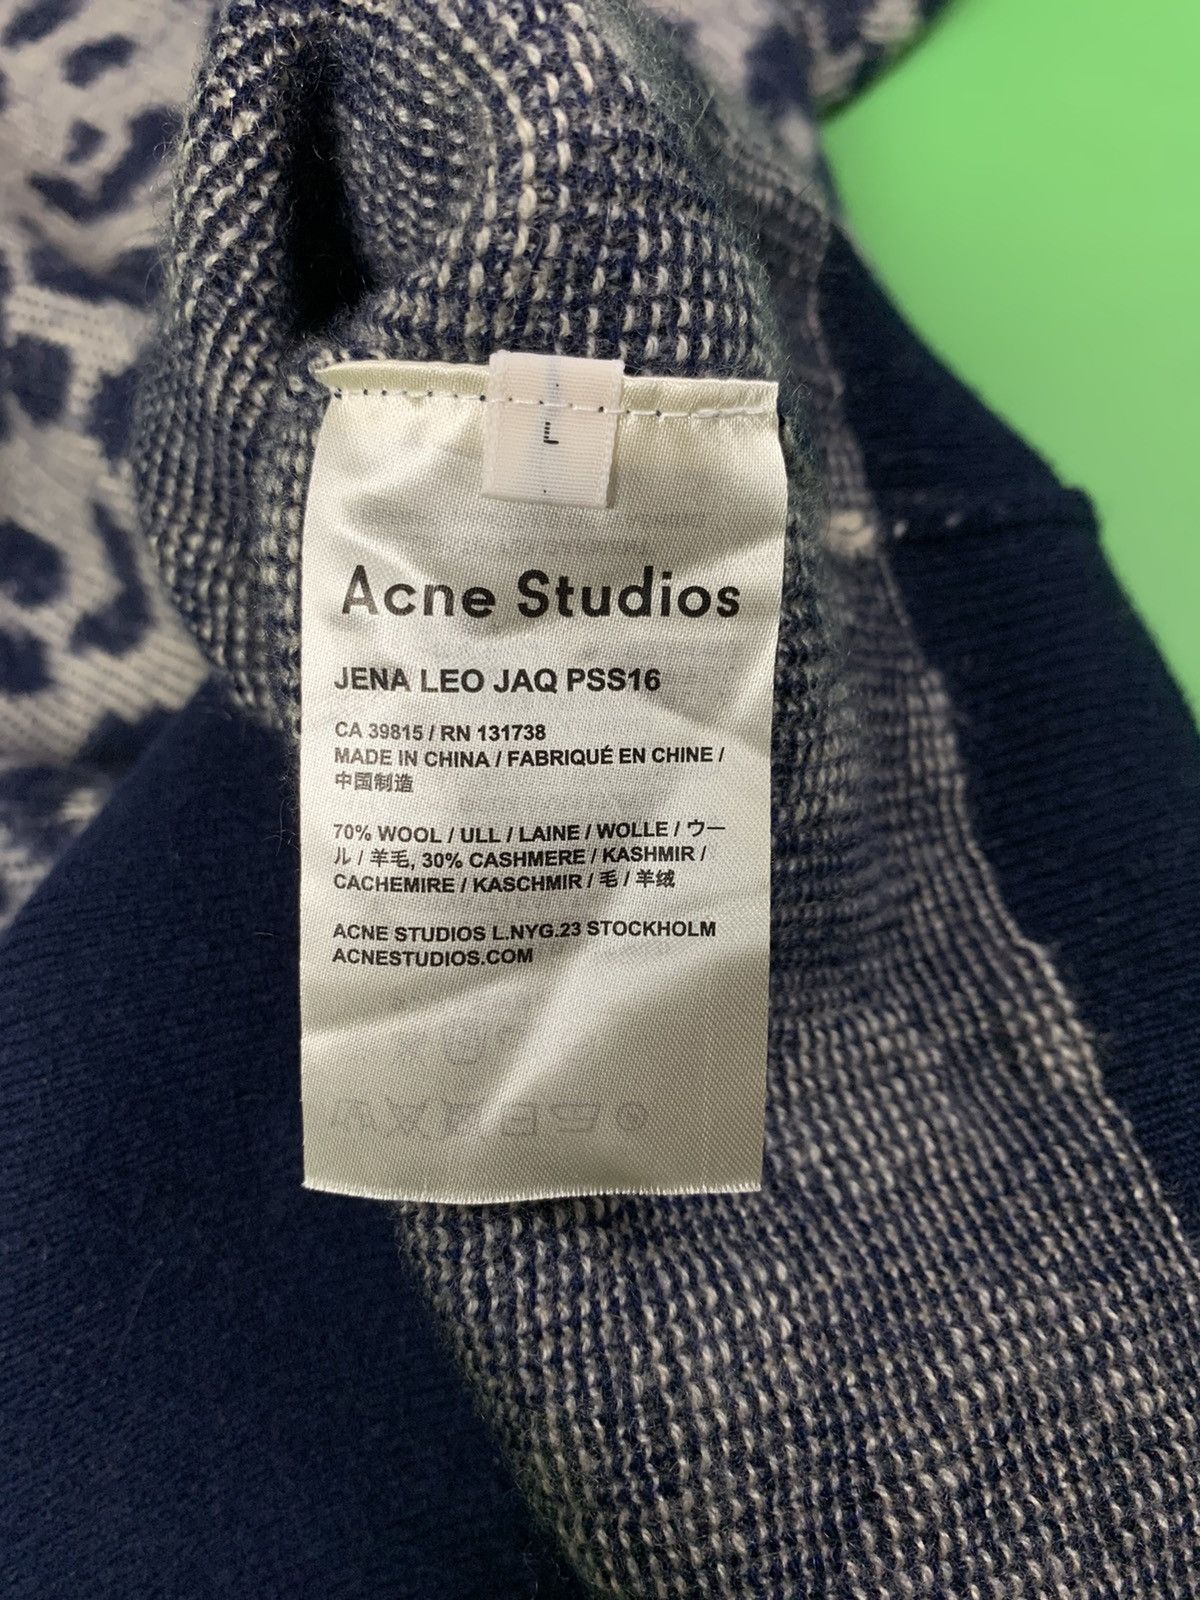 L
Acne Studios
JENA LEO JAQ PSS16
CA 39815 / RN 131738
MADE IN CHINA / FABRIQUÉ EN CHINE /
中国制造
70% WOOL / ULL / LAINE / WOLLE / ウー
ル / 羊毛, 30% CASHMERE / KASHMIR /
CACHEMIRE / KASCHMIR / 毛 / 羊绒
ACNE STUDIOS L.NYG.23 STOCKHOLM
ACNESTUDIOS.COM